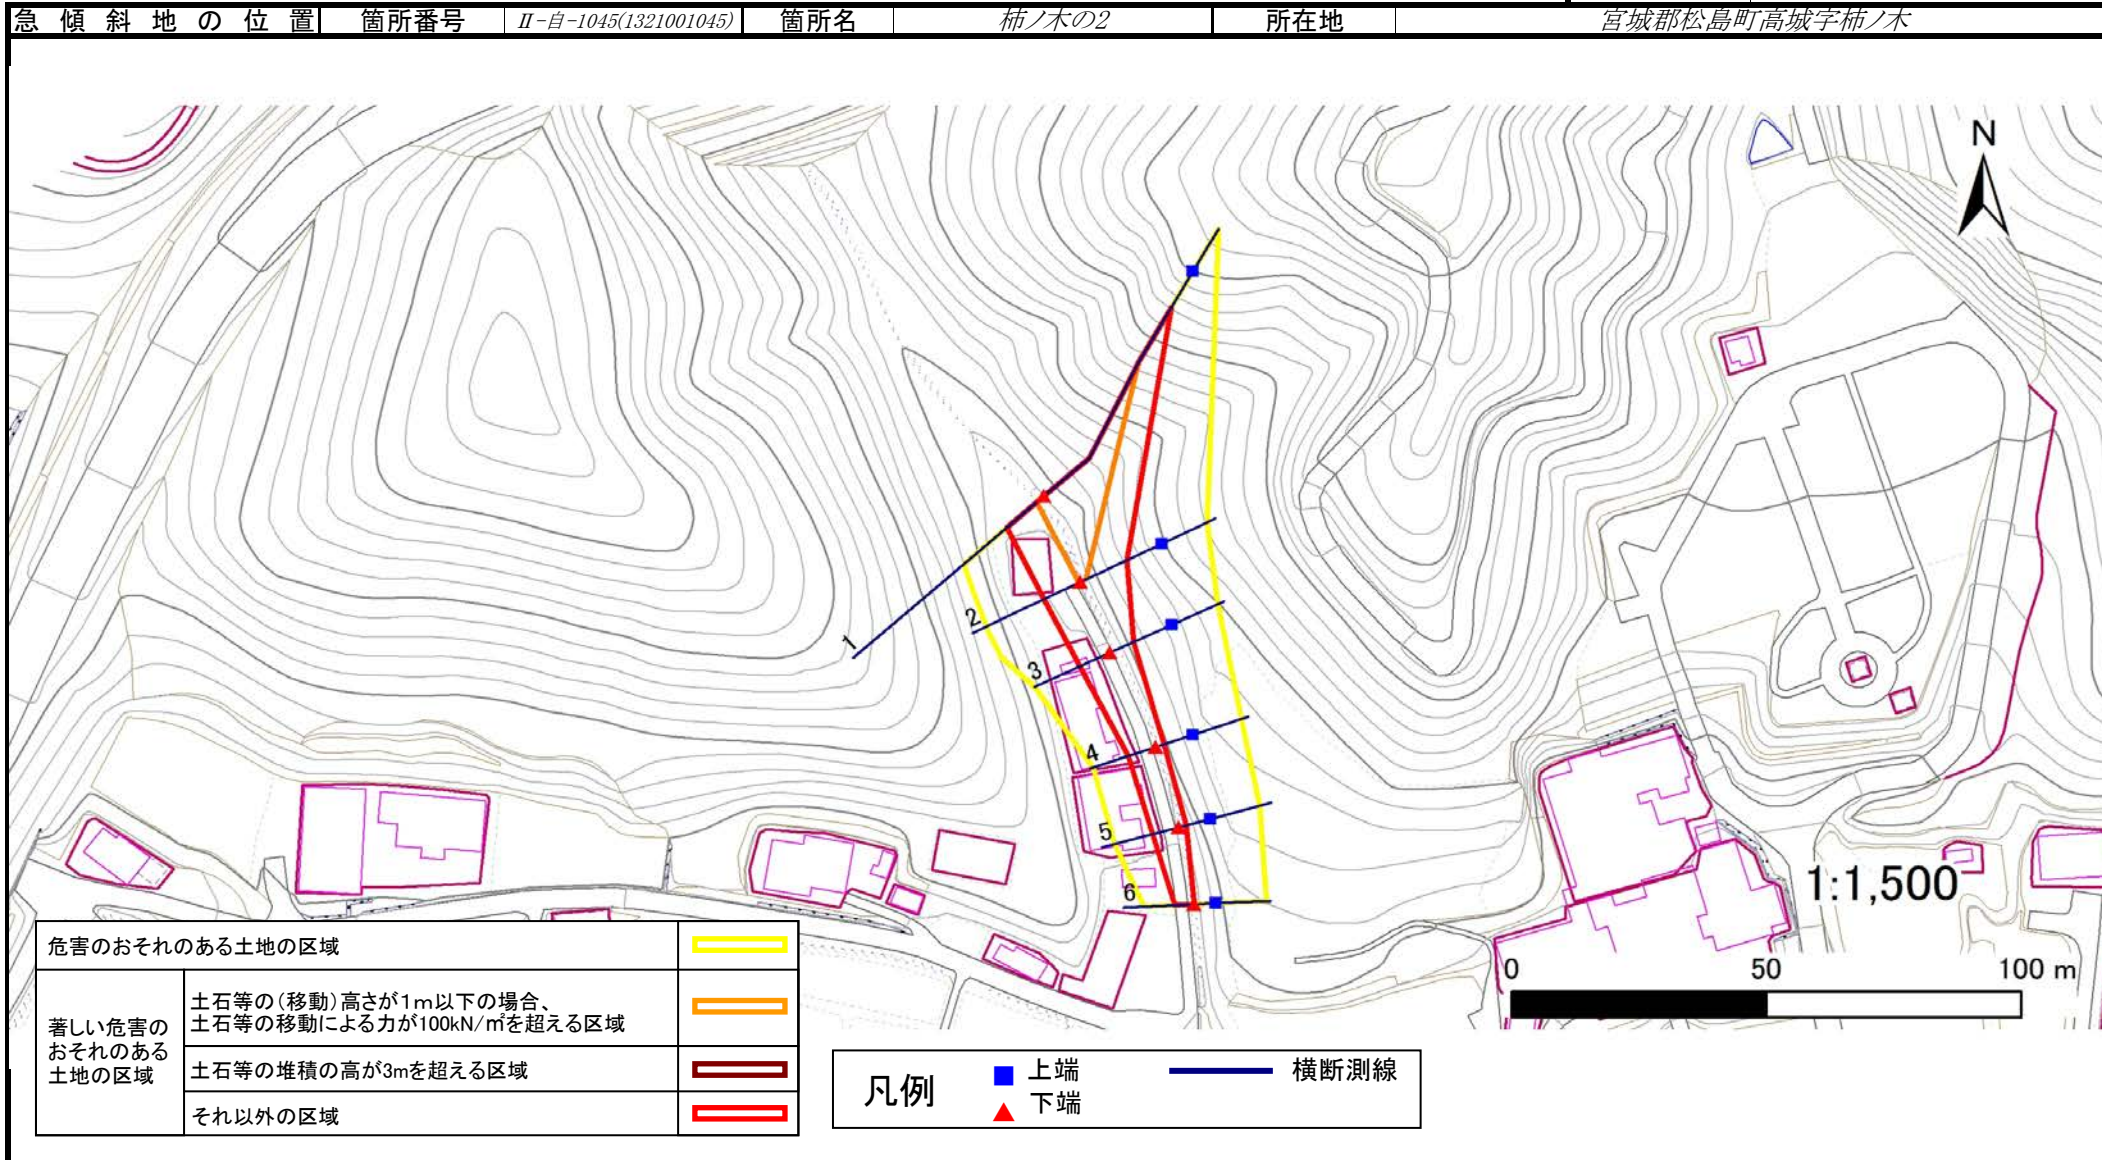 急傾斜地の位置 箇所番号 Ⅱ-自-1045(1321001045) 箇所名 柿ノ木の2 所在地 宮城郡松島町高城字柿ノ木
N
1
2
3
4
5
6
1:1,500
0 50 100 m
危害のおそれのある土地の区域
著しい危害の
おそれのある
土地の区域
土石等の(移動)高さが1m以下の場合、
土石等の移動による力が100kN/㎡を超える区域
土石等の堆積の高が3mを超える区域
それ以外の区域
凡例
上端
下端
横断測線